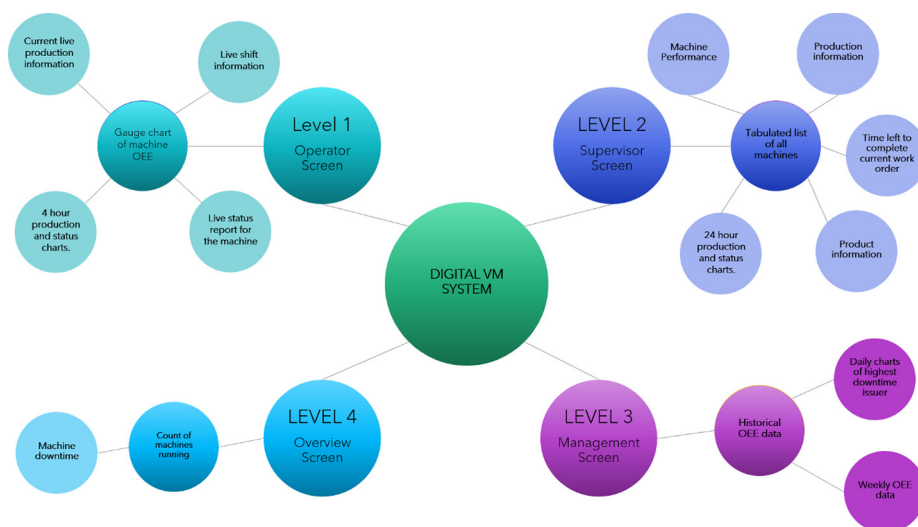 Current live
production
information
Live shift
information
Gauge chart
of machine
OEE
Level 1
Operator
Screen
4 hour
production
and status
charts.
Live status
report for
the machine
LEVEL 2
Supervisor
Screen
Machine
Performance
Production
information
Tabulated list
of all
machines
Time left to
complete
current work
order
24 hour
production
and status
charts.
Product
information
DIGITAL VM
SYSTEM
LEVEL 4
Overview
Screen
Count of
machines
running
Machine
downtime
LEVEL 3
Management
Screen
Historical
OEE data
Daily charts
of highest
downtime
issuer
Weekly OEE
data